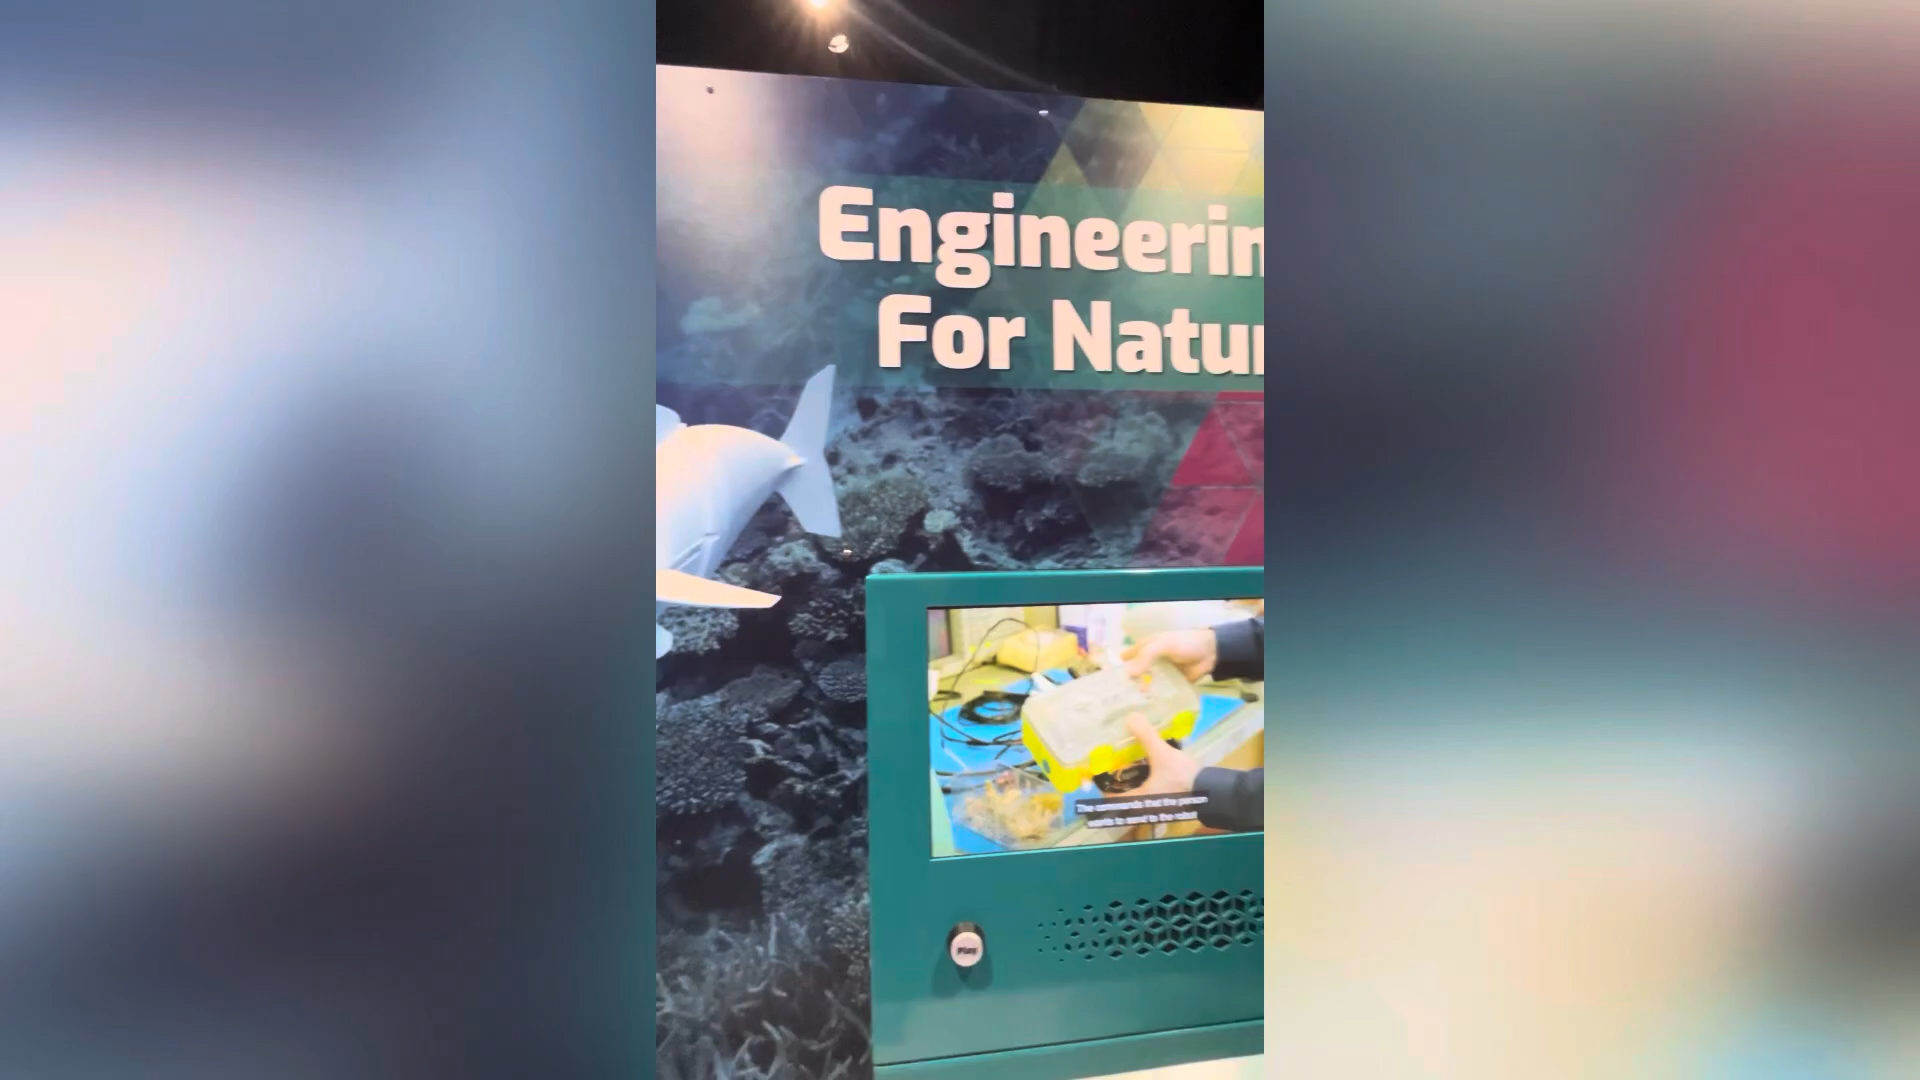 Engineerin
For Natur
The commands that the person
wants to send to the robot
Play